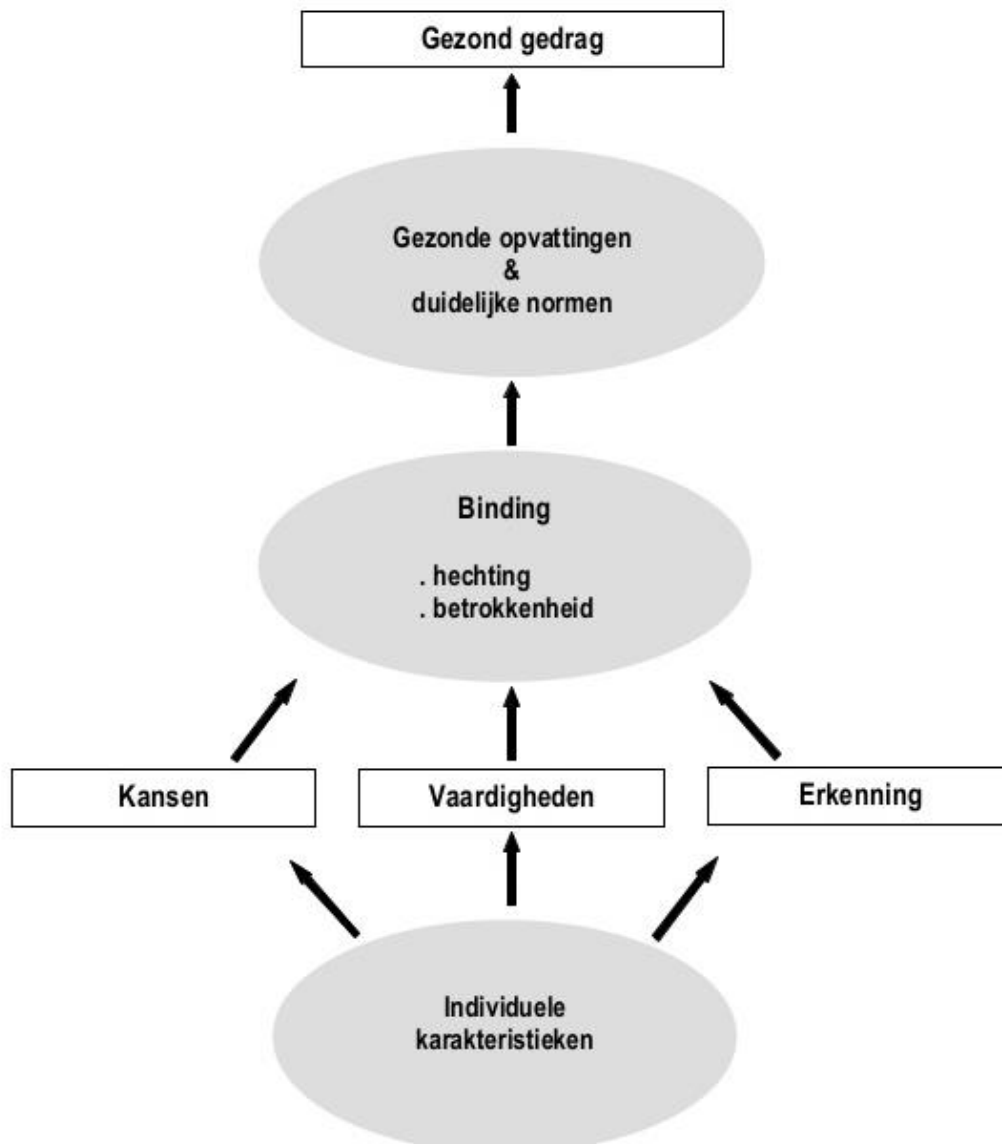 Gezond gedrag
Gezonde opvattingen
&
duidelijke normen
Binding
. hechting
. betrokkenheid
Kansen
Vaardigheden
Erkenning
Individuele
karakteristieken